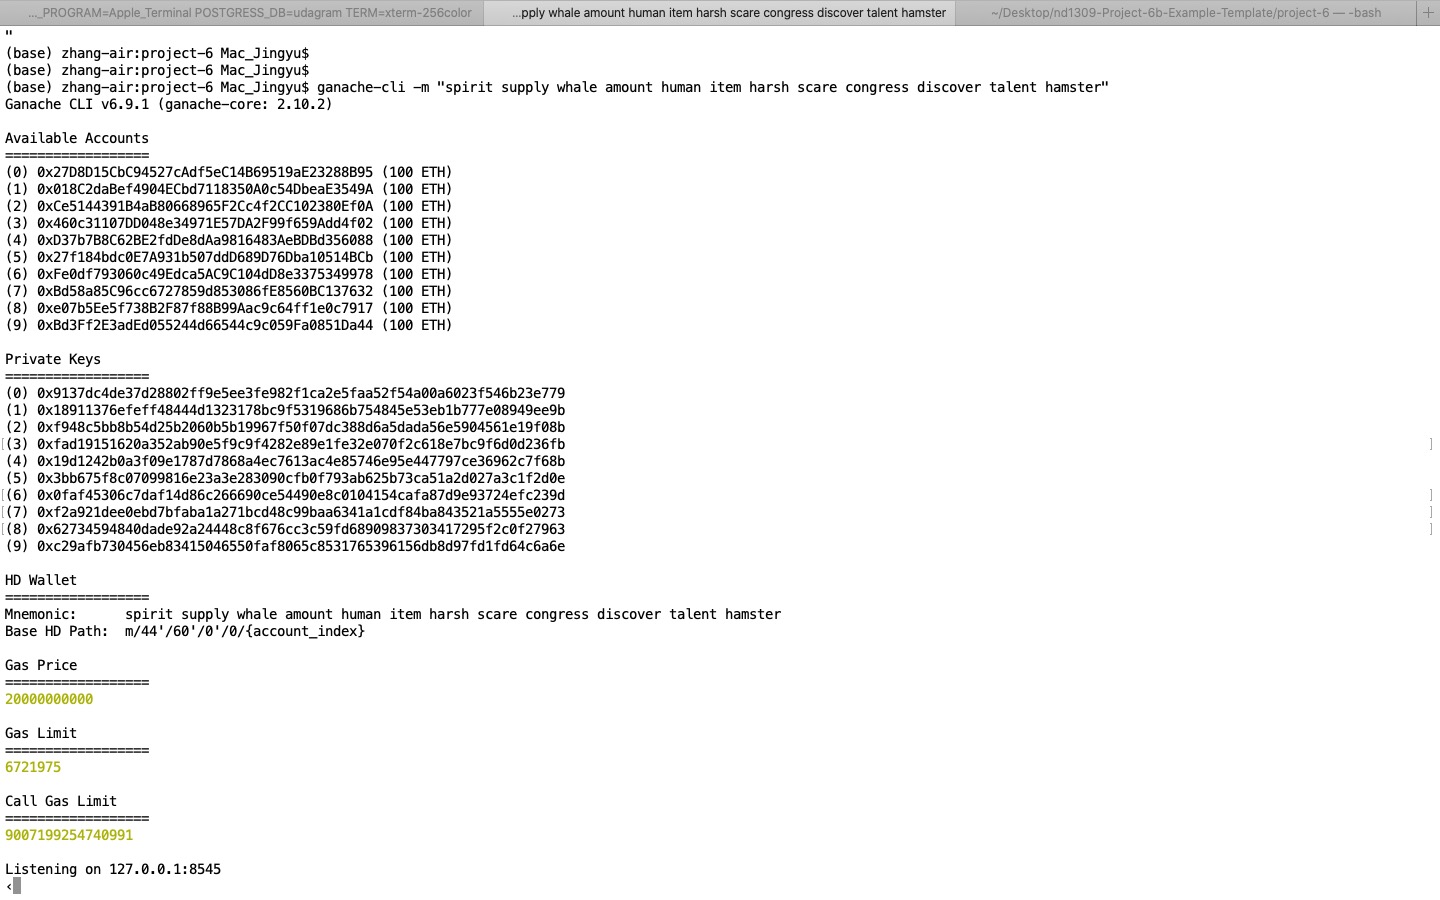 ..._PROGRAM=Apple_Terminal POSTGRESS_DB=udagram TERM=xterm-256color
...pply whale amount human item harsh scare congress discover talent hamster
~/Desktop/nd1309-Project-6b-Example-Template/project-6 — -bash
+
"
(base) zhang-air:project-6 Mac_Jingyu$
(base) zhang-air:project-6 Mac_Jingyu$
(base) zhang-air:project-6 Mac_Jingyu$ ganache-cli -m "spirit supply whale amount human item harsh scare congress discover talent hamster"
Ganache CLI v6.9.1 (ganache-core: 2.10.2)
Available Accounts
==================
(0) 0x27D8D15CbC94527cAdf5eC14B69519aE23288B95 (100 ETH)
(1) 0x018C2daBef4904ECbd7118350A0c54DbeaE3549A (100 ETH)
(2) 0xCe5144391B4aB80668965F2Cc4f2CC102380Ef0A (100 ETH)
(3) 0x460c31107DD048e34971E57DA2F99f659Add4f02 (100 ETH)
(4) 0xD37b7B8C62BE2fdDe8dAa9816483AeBDBd356088 (100 ETH)
(5) 0x27f184bdc0E7A931b507ddD689D76Dba10514BCb (100 ETH)
(6) 0xFe0df793060c49Edca5AC9C104dD8e3375349978 (100 ETH)
(7) 0xBd58a85C96cc6727859d853086fE8560BC137632 (100 ETH)
(8) 0xe07b5Ee5f738B2F87f88B99Aac9c64ff1e0c7917 (100 ETH)
(9) 0xBd3Ff2E3adEd055244d66544c9c059Fa0851Da44 (100 ETH)
Private Keys
==================
(0) 0x9137dc4de37d28802ff9e5ee3fe982f1ca2e5faa52f54a00a6023f546b23e779
(1) 0x18911376efeff48444d1323178bc9f5319686b754845e53eb1b777e08949ee9b
(2) 0xf948c5bb8b54d25b2060b5b19967f50f07dc388d6a5dada56e5904561e19f08b
[(3) 0xfad19151620a352ab90e5f9c9f4282e89e1fe32e070f2c618e7bc9f6d0d236fb ]
(4) 0x19d1242b0a3f09e1787d7868a4ec7613ac4e85746e95e447797ce36962c7f68b
(5) 0x3bb675f8c07099816e23a3e283090cfb0f793ab625b73ca51a2d027a3c1f2d0e
[(6) 0x0faf45306c7daf14d86c266690ce54490e8c0104154cafa87d9e93724efc239d ]
[(7) 0xf2a921dee0ebd7bfaba1a271bcd48c99baa6341a1cdf84ba843521a5555e0273 ]
[(8) 0x62734594840dade92a24448c8f676cc3c59fd68909837303417295f2c0f27963 ]
(9) 0xc29afb730456eb83415046550faf8065c8531765396156db8d97fd1fd64c6a6e
HD Wallet
==================
Mnemonic: spirit supply whale amount human item harsh scare congress discover talent hamster
Base HD Path: m/44'/60'/0'/0/{account_index}
Gas Price
==================
20000000000
Gas Limit
==================
6721975
Call Gas Limit
==================
9007199254740991
Listening on 127.0.0.1:8545
‹